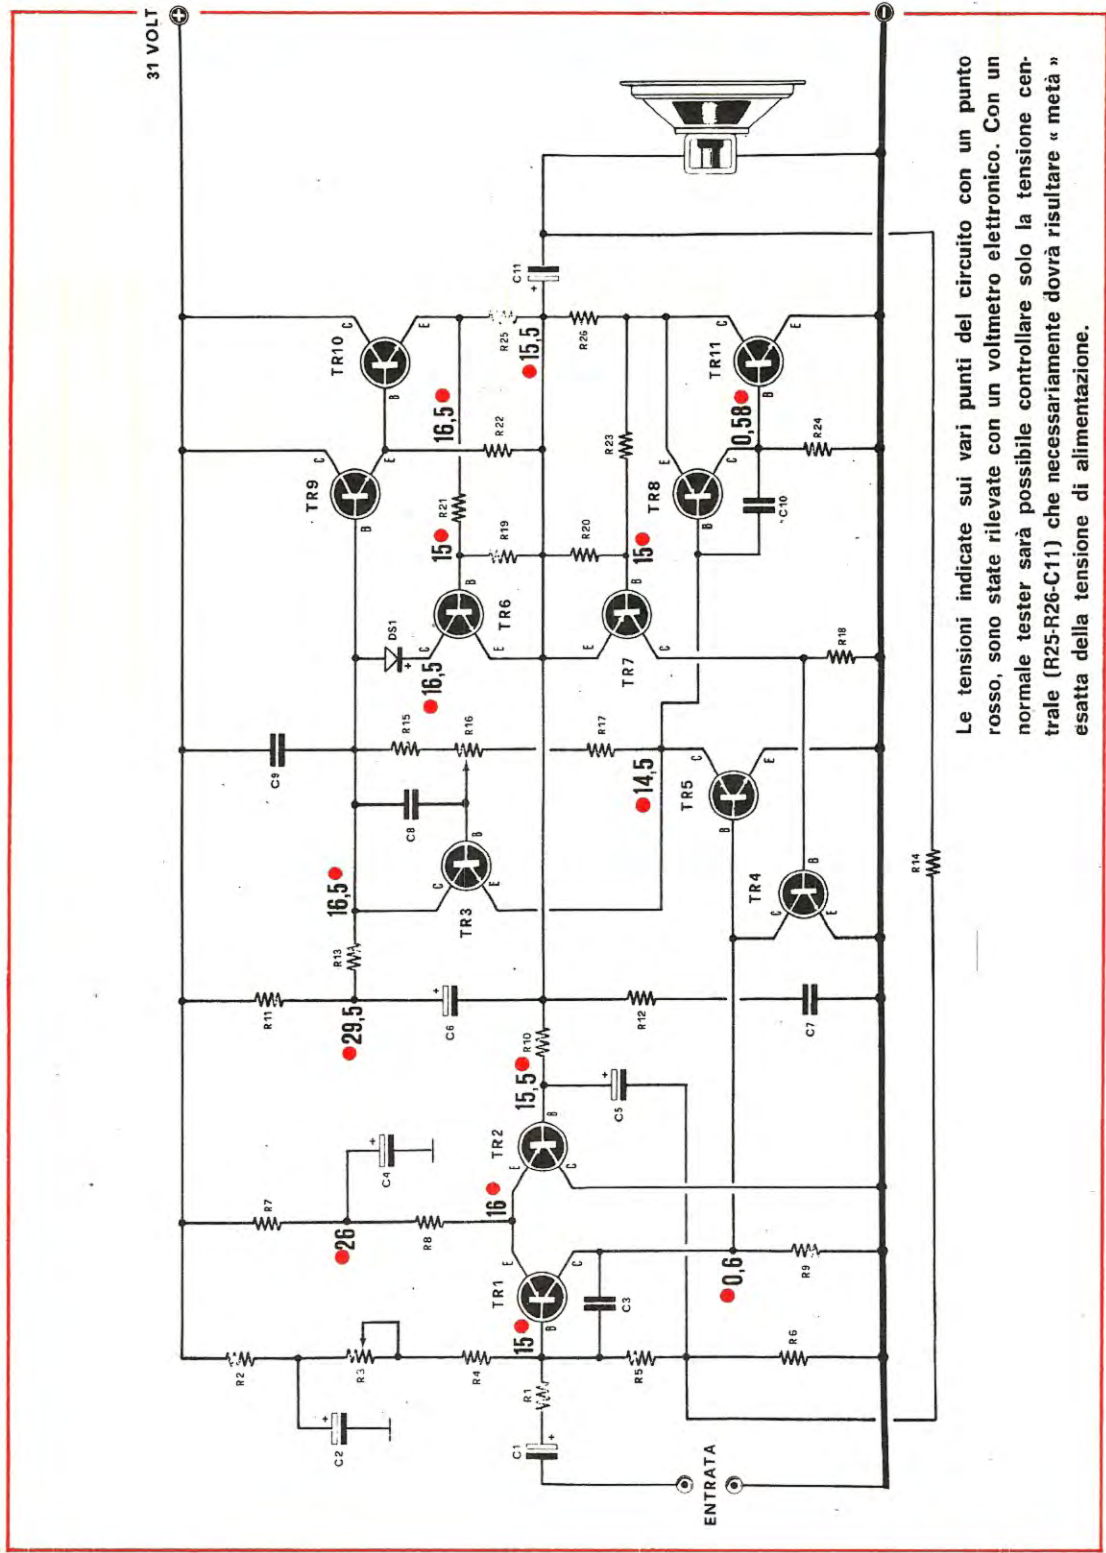 31 VOLT
TR10
TR9
C9
R11
R13
16,5
29,5
R7
C4
26
R8
R2
C2
R3
R4
C8
R15
R16
TR3
B
C
E
DS1
16,5
TR6
B
C
E
R21
15
R19
16,5
R22
R25
15,5
C11
+
C
E
B
C
E
B
C6
+
R10
15,5
TR2
B
E
C
16
TR1
E
C
B
15
R1
C1
+
C3
R5
R6
R9
0,6
C5
+
R12
C7
R17
14,5
TR5
B
C
E
TR4
B
C
E
TR7
B
E
C
15
R20
R23
R26
TR8
E
C
B
C10
0,58
TR11
C
E
B
R24
R18
R14
ENTRATA
Le tensioni indicate sui vari punti del circuito con un punto
rosso, sono state rilevate con un voltmetro elettronico. Con un
normale tester sarà possibile controllare solo la tensione cen-
trale (R25-R26-C11) che necessariamente dovrà risultare « metà »
esatta della tensione di alimentazione.